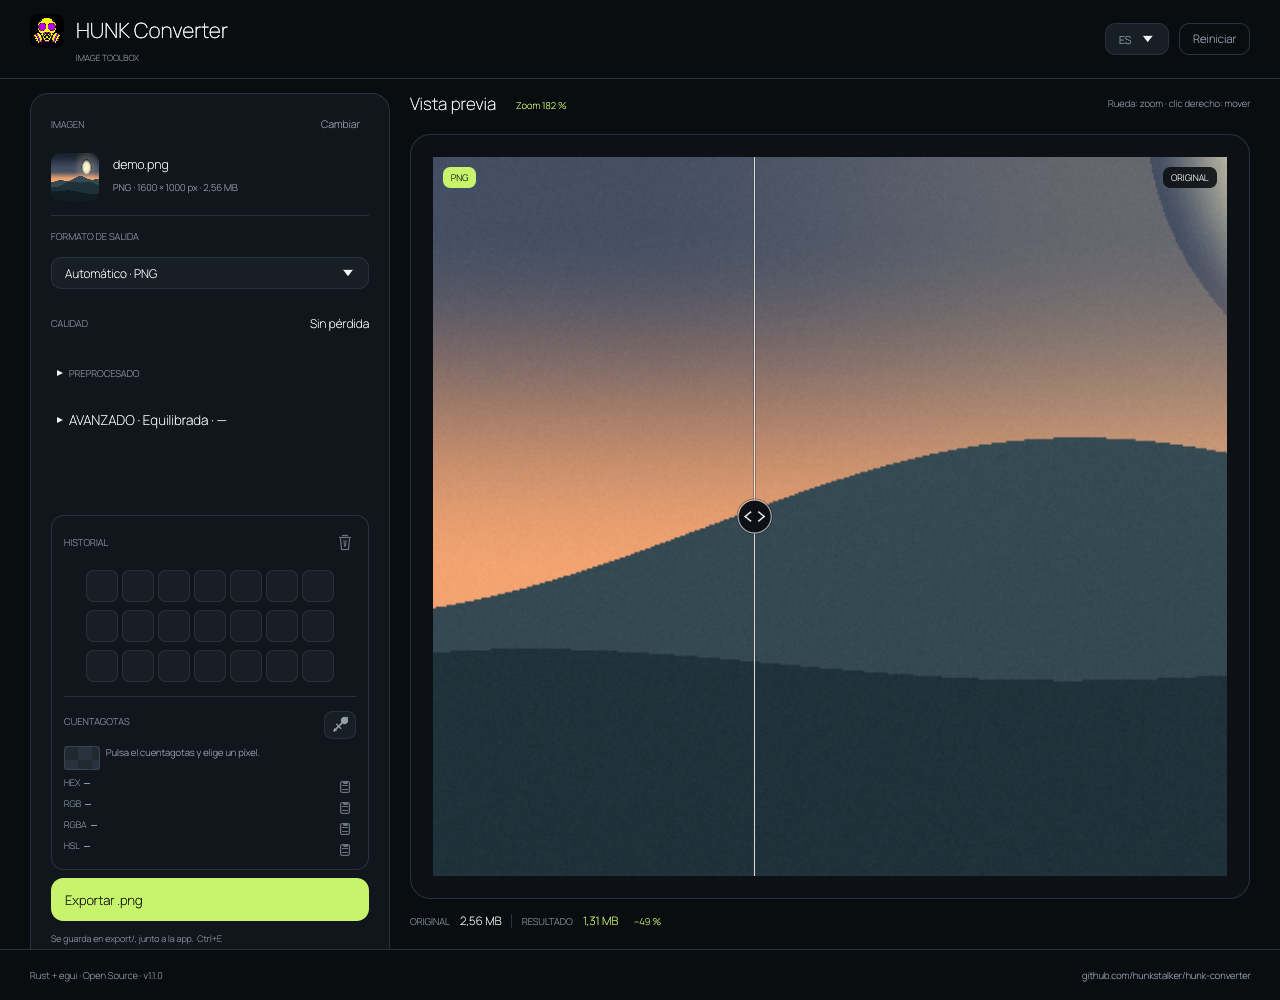 HUNK Converter
IMAGE TOOLBOX
ES
Reiniciar
IMAGEN
Cambiar
demo.png
PNG · 1600 × 1000 px · 2,56 MB
FORMATO DE SALIDA
Automático · PNG
CALIDAD
Sin pérdida
PREPROCESADO
AVANZADO · Equilibrada · —
HISTORIAL
CUENTAGOTAS
Pulsa el cuentagotas y elige un píxel.
HEX —
RGB —
RGBA —
HSL —
Exportar .png
Se guarda en export/, junto a la app. Ctrl+E
Vista previa
Zoom 182 %
Rueda: zoom · clic derecho: mover
PNG
ORIGINAL
ORIGINAL 2,56 MB
RESULTADO 1,31 MB −49 %
Rust + egui · Open Source · v1.1.0
github.com/hunkstalker/hunk-converter